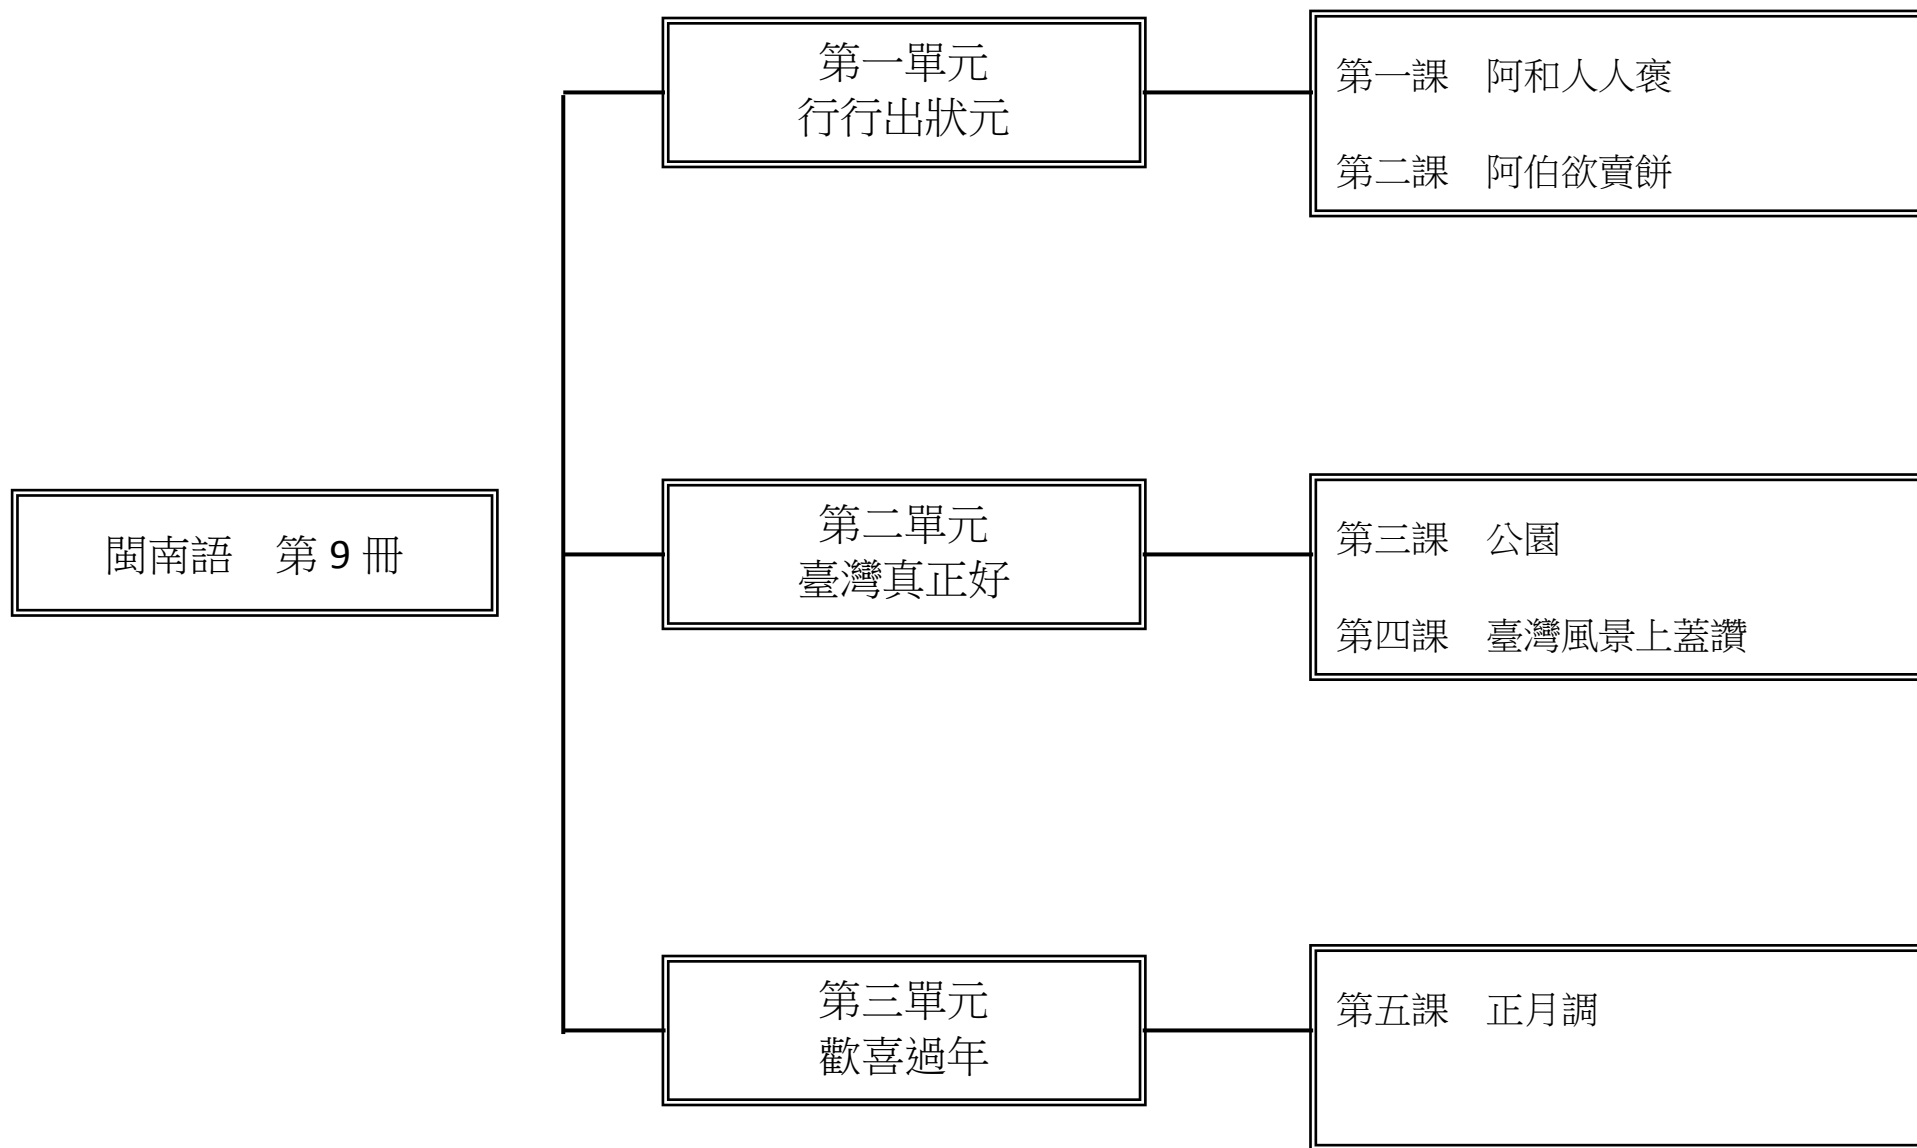 閩南語　第 9 冊
第一單元
行行出狀元
第一課　阿和人人褒
第二課　阿伯欲賣餅
第二單元
臺灣真正好
第三課　公園
第四課　臺灣風景上蓋讚
第三單元
歡喜過年
第五課　正月調